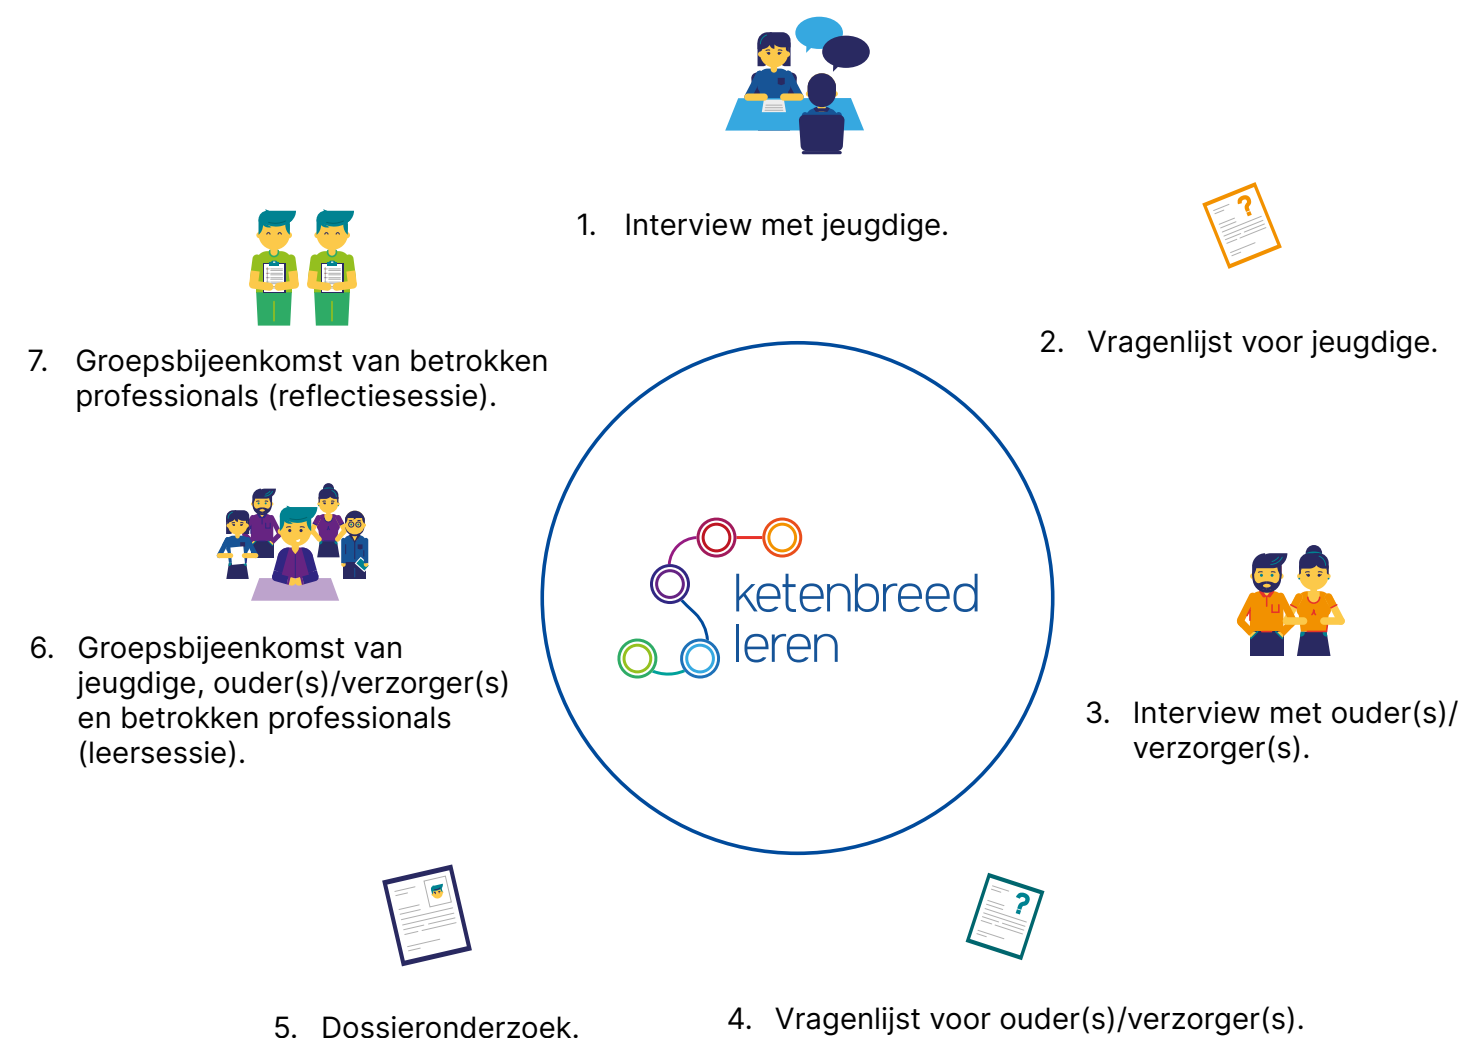 1. Interview met jeugdige.
2. Vragenlijst voor jeugdige.
3. Interview met ouder(s)/
verzorger(s).
4. Vragenlijst voor ouder(s)/verzorger(s).
5. Dossieronderzoek.
6. Groepsbijeenkomst van
jeugdige, ouder(s)/verzorger(s)
en betrokken professionals
(leersessie).
7. Groepsbijeenkomst van betrokken
professionals (reflectiesessie).
ketenbreed
leren
?
?